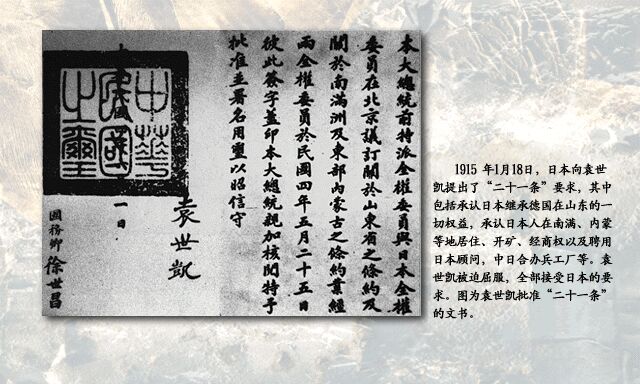 本大總統前特派全權委員與日本全權
委員在北京議訂關於山東省之條約及
關於南滿洲及東部內蒙古之條約業經
兩全權委員於民國四年五月二十五日
彼此簽字蓋印本大總統親加核閱特予
批准並署名用璽以昭信守
袁世凱
中華
民國
之璽
一日
國務卿 徐世昌
1915 年1月18日，日本向袁世
凯提出了“二十一条”要求，其中
包括承认日本继承德国在山东的一
切权益，承认日本人在南满、内蒙
等地居住、开矿、经商权以及聘用
日本顾问，中日合办兵工厂等。袁
世凯被迫屈服，全部接受日本的要
求。图为袁世凯批准“二十一条”
的文书。